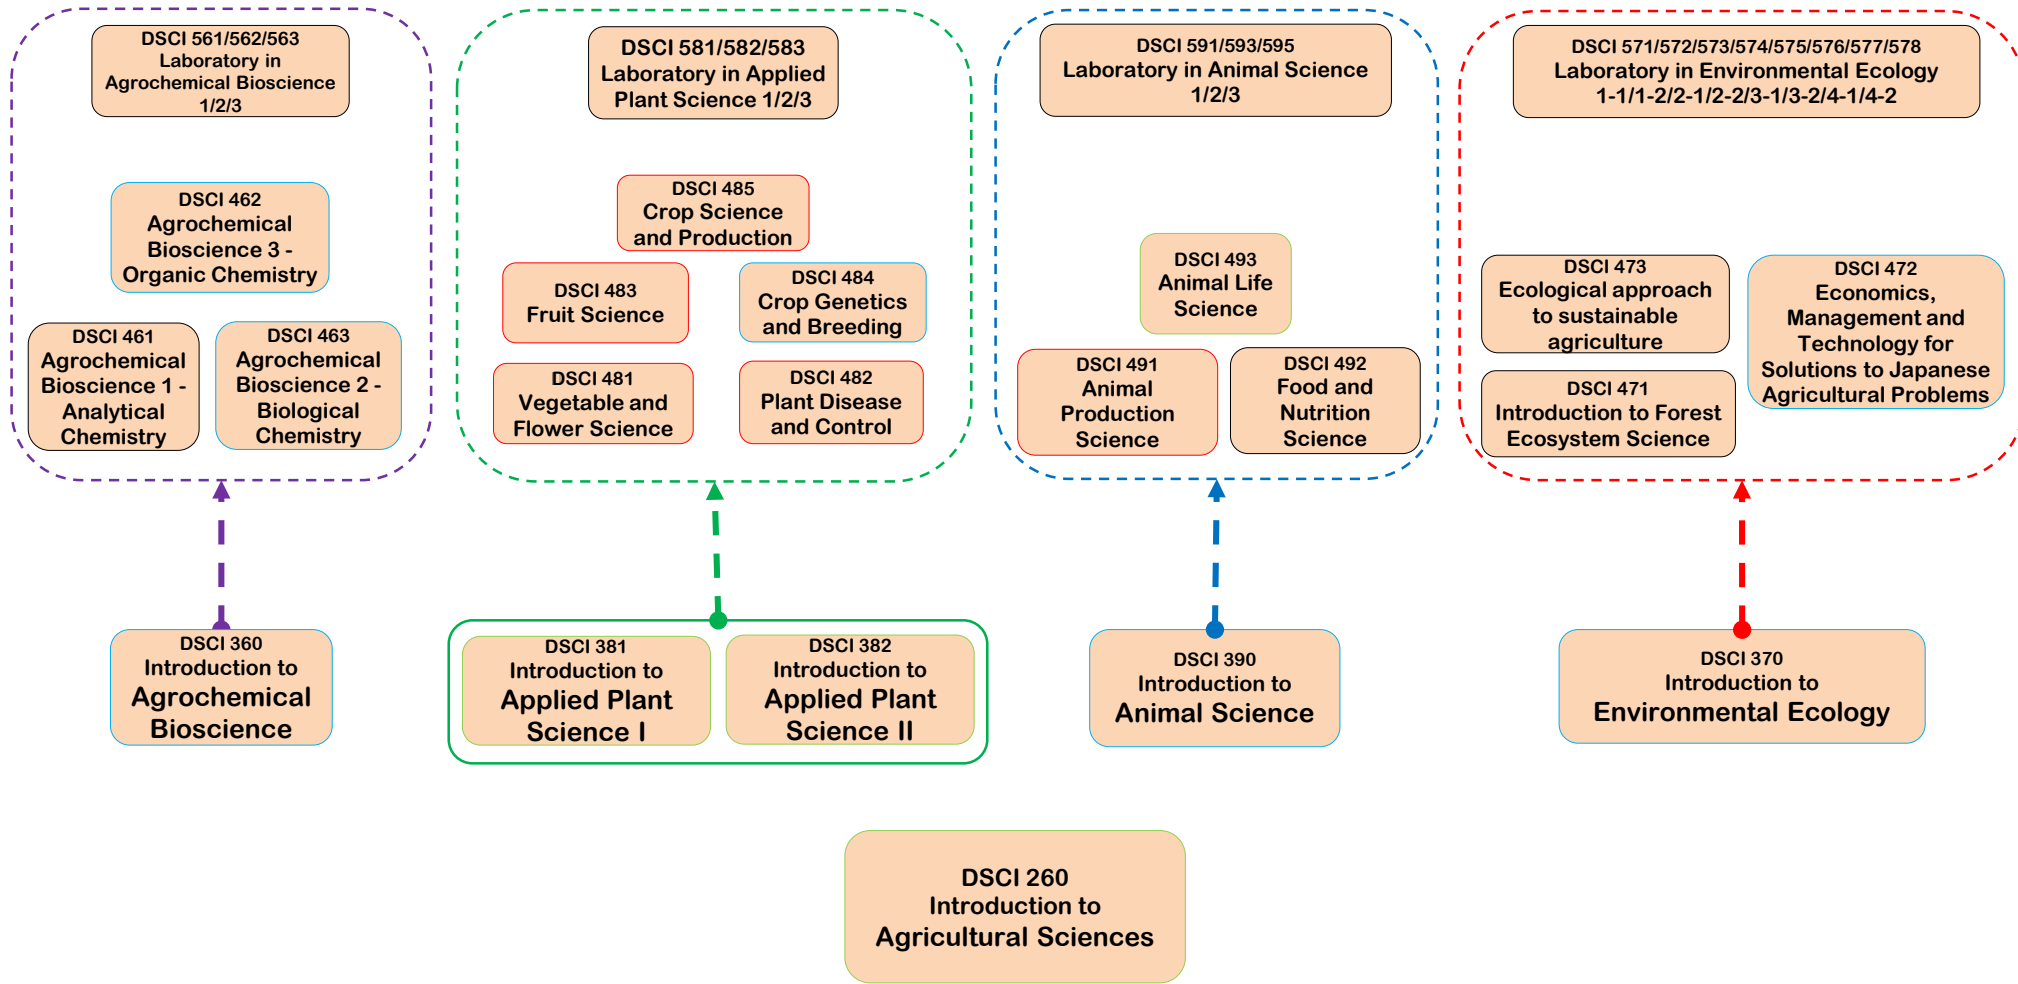 DSCI 561/562/563
Laboratory in
Agrochemical Bioscience
1/2/3
DSCI 462
Agrochemical
Bioscience 3 -
Organic Chemistry
DSCI 461
Agrochemical
Bioscience 1 -
Analytical
Chemistry
DSCI 463
Agrochemical
Bioscience 2 -
Biological
Chemistry
DSCI 360
Introduction to
Agrochemical
Bioscience
DSCI 581/582/583
Laboratory in Applied
Plant Science 1/2/3
DSCI 485
Crop Science
and Production
DSCI 483
Fruit Science
DSCI 484
Crop Genetics
and Breeding
DSCI 481
Vegetable and
Flower Science
DSCI 482
Plant Disease
and Control
DSCI 381
Introduction to
Applied Plant
Science I
DSCI 382
Introduction to
Applied Plant
Science II
DSCI 591/593/595
Laboratory in Animal Science
1/2/3
DSCI 493
Animal Life
Science
DSCI 491
Animal
Production
Science
DSCI 492
Food and
Nutrition
Science
DSCI 390
Introduction to
Animal Science
DSCI 571/572/573/574/575/576/577/578
Laboratory in Environmental Ecology
1-1/1-2/2-1/2-2/3-1/3-2/4-1/4-2
DSCI 473
Ecological approach
to sustainable
agriculture
DSCI 472
Economics,
Management and
Technology for
Solutions to Japanese
Agricultural Problems
DSCI 471
Introduction to Forest
Ecosystem Science
DSCI 370
Introduction to
Environmental Ecology
DSCI 260
Introduction to
Agricultural Sciences